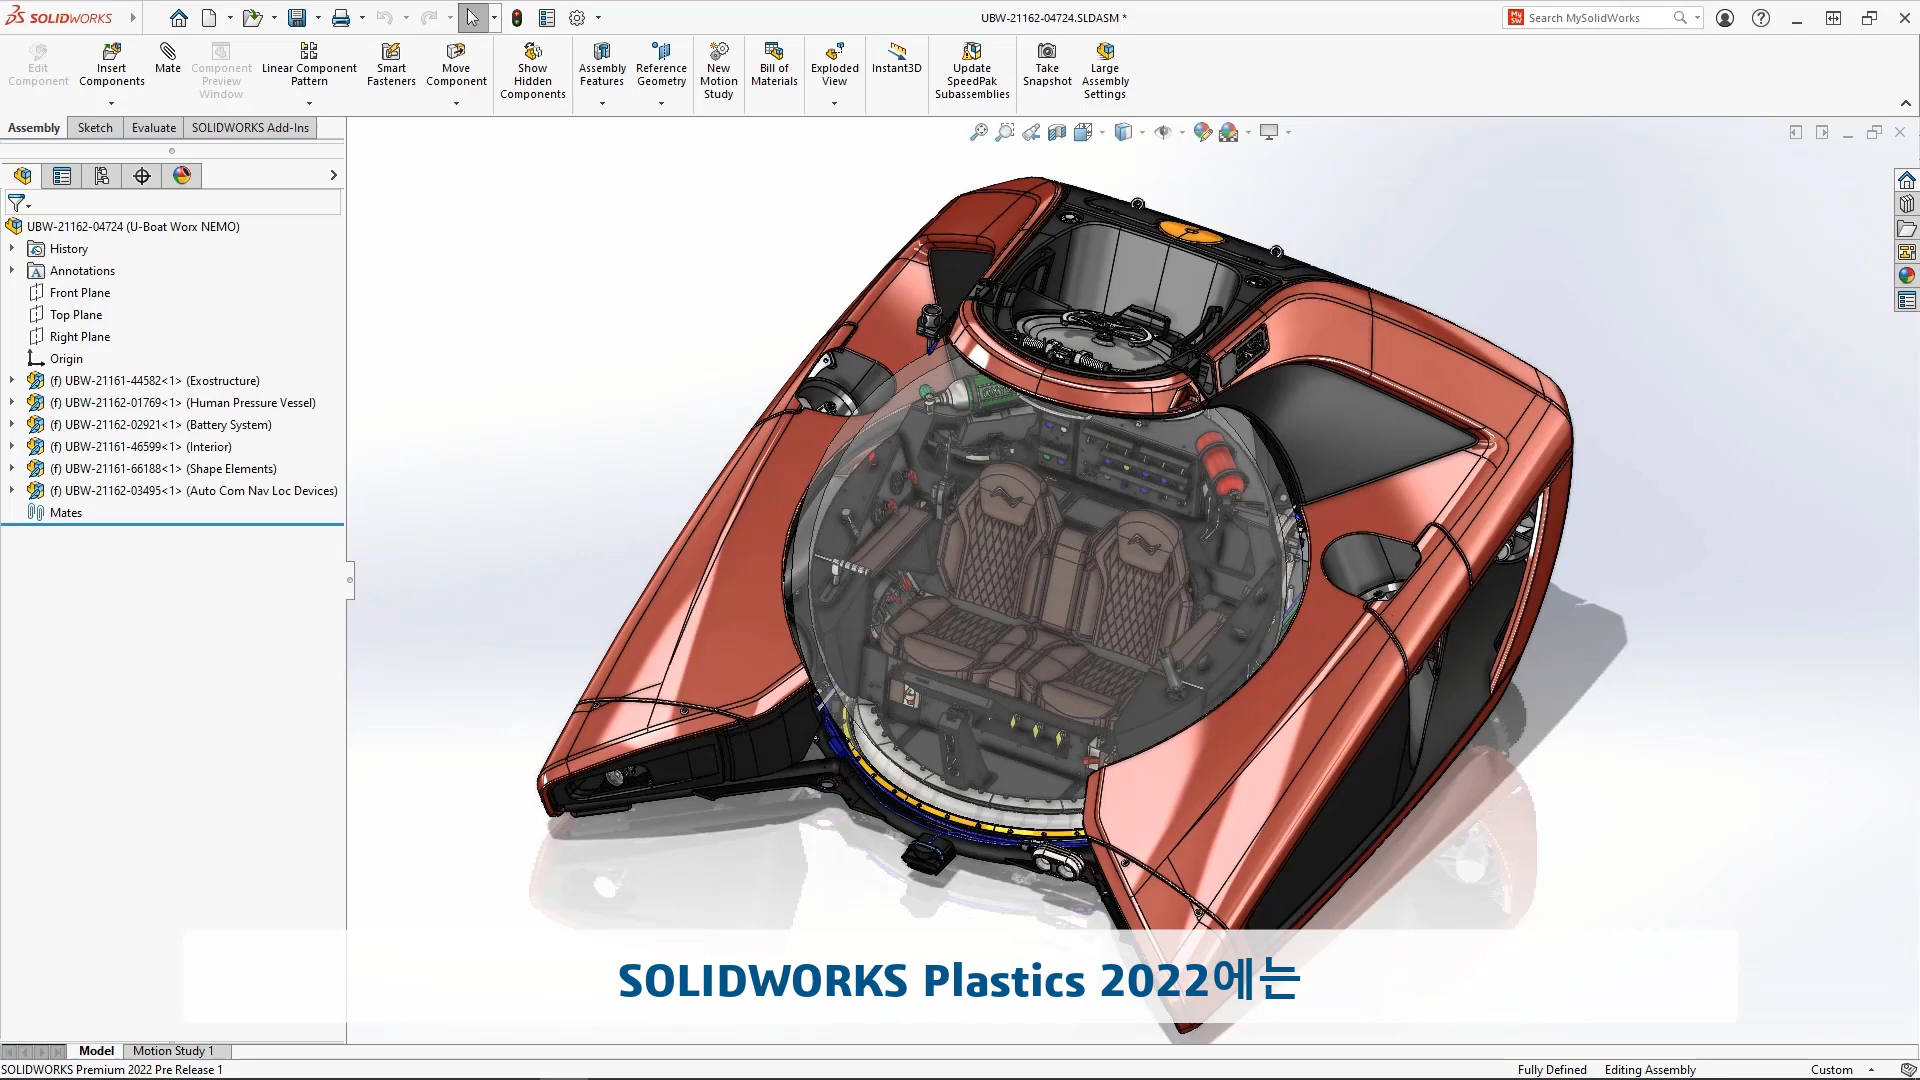 SOLIDWORKS
UBW-21162-04724.SLDASM *
Search MySolidWorks
Edit Component
Insert Components
Mate
Component Preview Window
Linear Component Pattern
Smart Fasteners
Move Component
Show Hidden Components
Assembly Features
Reference Geometry
New Motion Study
Bill of Materials
Exploded View
Instant3D
Update SpeedPak Subassemblies
Take Snapshot
Large Assembly Settings
Assembly
Sketch
Evaluate
SOLIDWORKS Add-Ins
UBW-21162-04724 (U-Boat Worx NEMO)
History
Annotations
Front Plane
Top Plane
Right Plane
Origin
(f) UBW-21161-44582<1> (Exostructure)
(f) UBW-21162-01769<1> (Human Pressure Vessel)
(f) UBW-21162-02921<1> (Battery System)
(f) UBW-21161-46599<1> (Interior)
(f) UBW-21161-66188<1> (Shape Elements)
(f) UBW-21162-03495<1> (Auto Com Nav Loc Devices)
Mates
SOLIDWORKS Plastics 2022에는
Model
Motion Study 1
SOLIDWORKS Premium 2022 Pre Release 1
Fully Defined
Editing Assembly
Custom